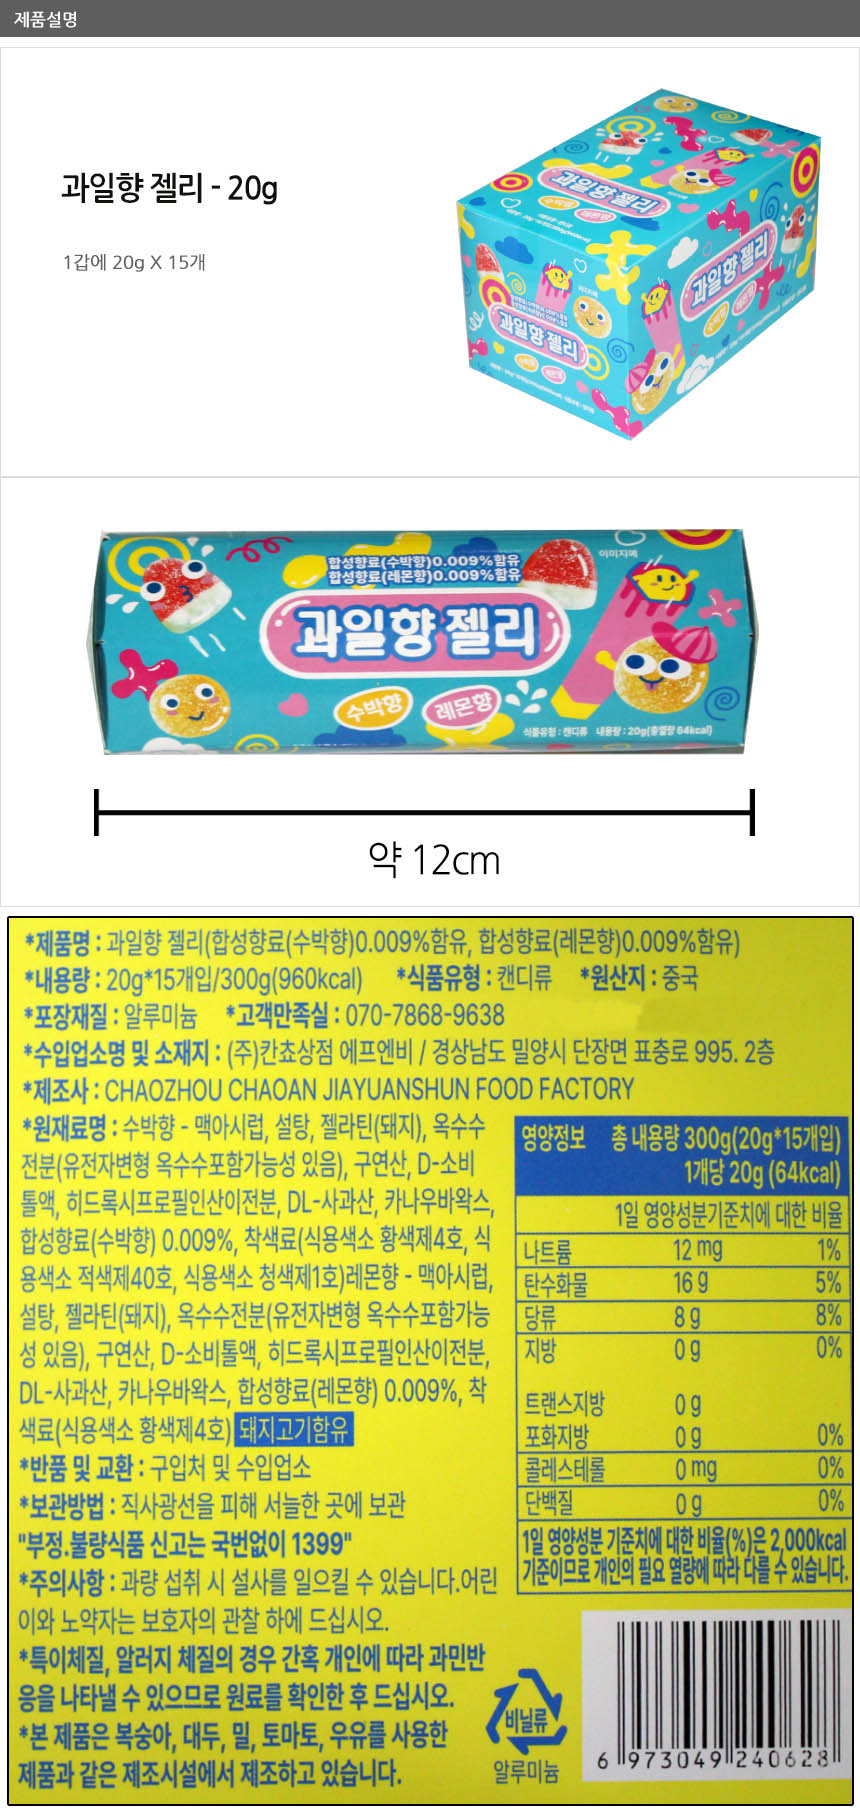 제품설명
과일향 젤리 - 20g
1갑에 20g X 15개
과일향 젤리
수박향
레몬향
과일향 젤리
수박향
레몬향
과일향 젤리
수박향
레몬향
합성향료(수박향)0.009%함유
합성향료(레몬향)0.009%함유
이미지예
과일향 젤리
수박향
레몬향
식품유형 : 캔디류 내용량 : 20g(총열량 64kcal)
약 12cm
*제품명 : 과일향 젤리(합성향료(수박향)0.009%함유, 합성향료(레몬향)0.009%함유)
*내용량 : 20g*15개입/300g(960kcal) *식품유형 : 캔디류 *원산지 : 중국
*포장재질 : 알루미늄 *고객만족실 : 070-7868-9638
*수입업소명 및 소재지 : (주)칸쵸상점 에프엔비 / 경상남도 밀양시 단장면 표충로 995. 2층
*제조사 : CHAOZHOU CHAOAN JIAYUANSHUN FOOD FACTORY
*원재료명 : 수박향 - 맥아시럽, 설탕, 젤라틴(돼지), 옥수수
전분(유전자변형 옥수수포함가능성 있음), 구연산, D-소비
톨액, 히드록시프로필인산이전분, DL-사과산, 카나우바왁스,
합성향료(수박향) 0.009%, 착색료(식용색소 황색제4호, 식
용색소 적색제40호, 식용색소 청색제1호)레몬향 - 맥아시럽,
설탕, 젤라틴(돼지), 옥수수전분(유전자변형 옥수수포함가능
성 있음), 구연산, D-소비톨액, 히드록시프로필인산이전분,
DL-사과산, 카나우바왁스, 합성향료(레몬향) 0.009%, 착
색료(식용색소 황색제4호) 돼지고기함유
*반품 및 교환 : 구입처 및 수입업소
*보관방법 : 직사광선을 피해 서늘한 곳에 보관
"부정.불량식품 신고는 국번없이 1399"
*주의사항 : 과량 섭취 시 설사를 일으킬 수 있습니다.어린
이와 노약자는 보호자의 관찰 하에 드십시오.
*특이체질, 알러지 체질의 경우 간혹 개인에 따라 과민반
응을 나타낼 수 있으므로 원료를 확인한 후 드십시오.
*본 제품은 복숭아, 대두, 밀, 토마토, 우유를 사용한
제품과 같은 제조시설에서 제조하고 있습니다.
영양정보 총 내용량 300g(20g*15개입)
1개당 20g (64kcal)
1일 영양성분기준치에 대한 비율
나트륨 12 mg 1%
탄수화물 16 g 5%
당류 8 g 8%
지방 0 g 0%
트랜스지방 0 g
포화지방 0 g 0%
콜레스테롤 0 mg 0%
단백질 0 g 0%
1일 영양성분 기준치에 대한 비율(%)은 2,000kcal
기준이므로 개인의 필요 열량에 따라 다를 수 있습니다.
비닐류
알루미늄
6 973049 240628